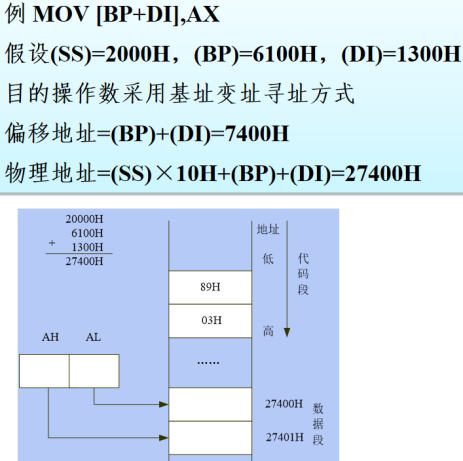 例 MOV [BP+DI],AX
假设(SS)=2000H，(BP)=6100H，(DI)=1300H
目的操作数采用基址变址寻址方式
偏移地址=(BP)+(DI)=7400H
物理地址=(SS)×10H+(BP)+(DI)=27400H
20000H
6100H
+ 1300H
27400H
地址
低
代码段
89H
03H
高
AH AL
......
27400H
数据段
27401H